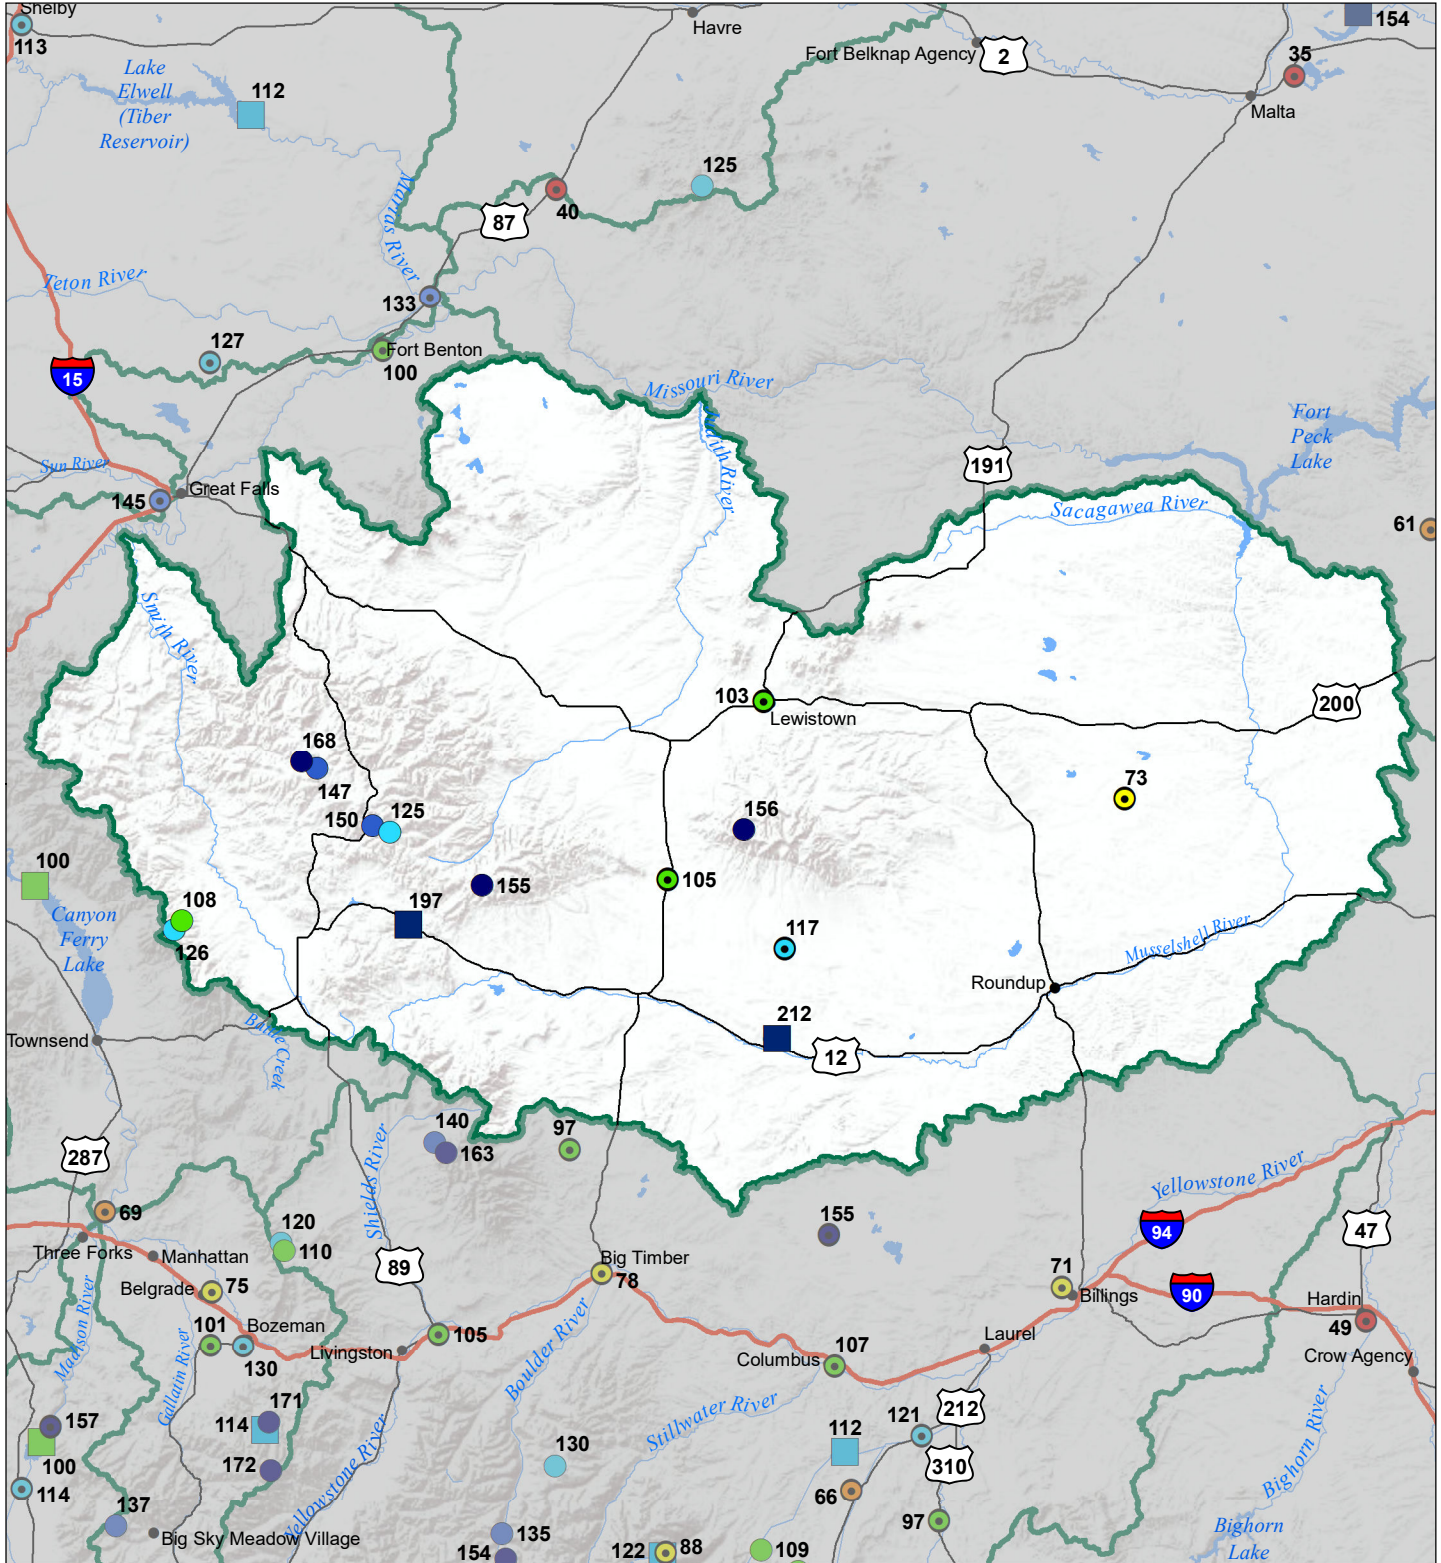 Shelby
113
Havre
Fort Belknap Agency
2
154
35
Malta
Lake
Elwell
(Tiber
Reservoir)
112
125
40
87
Marias River
Teton River
133
127
Fort Benton
100
15
Missouri River
Judith River
Fort
Peck
Lake
191
Sun River
Great Falls
145
Sacagawea River
61
Smith River
103
Lewistown
200
168
147
150
125
156
73
100
155
105
197
108
126
117
Canyon
Ferry
Lake
Musselshell River
Roundup
212
12
Townsend
Battle Creek
140
163
97
287
Shields River
Yellowstone River
69
120
110
155
94
47
Three Forks
Manhattan
89
Big Timber
78
71
Billings
90
Belgrade
75
Hardin
49
Madison River
101
Bozeman
130
Livingston
105
Laurel
Columbus
107
Crow Agency
Gallatin River
Boulder River
157
100
171
114
172
Stillwater River
112
121
212
310
114
130
66
Bighorn River
137
Big Sky Meadow Village
Yellowstone River
135
154
122
88
109
97
Bighorn
Lake